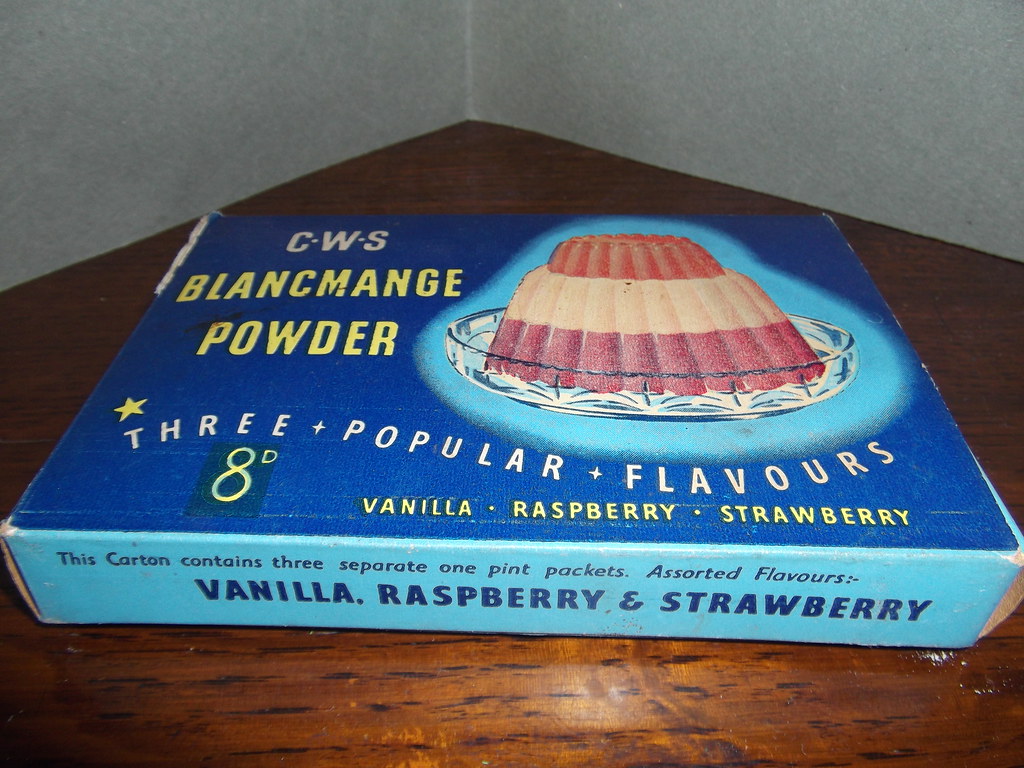 C·W·S
BLANCMANGE
POWDER
THREE + POPULAR + FLAVOURS
8D
VANILLA · RASPBERRY · STRAWBERRY
This Carton contains three separate one pint packets. Assorted Flavours:-
VANILLA, RASPBERRY & STRAWBERRY